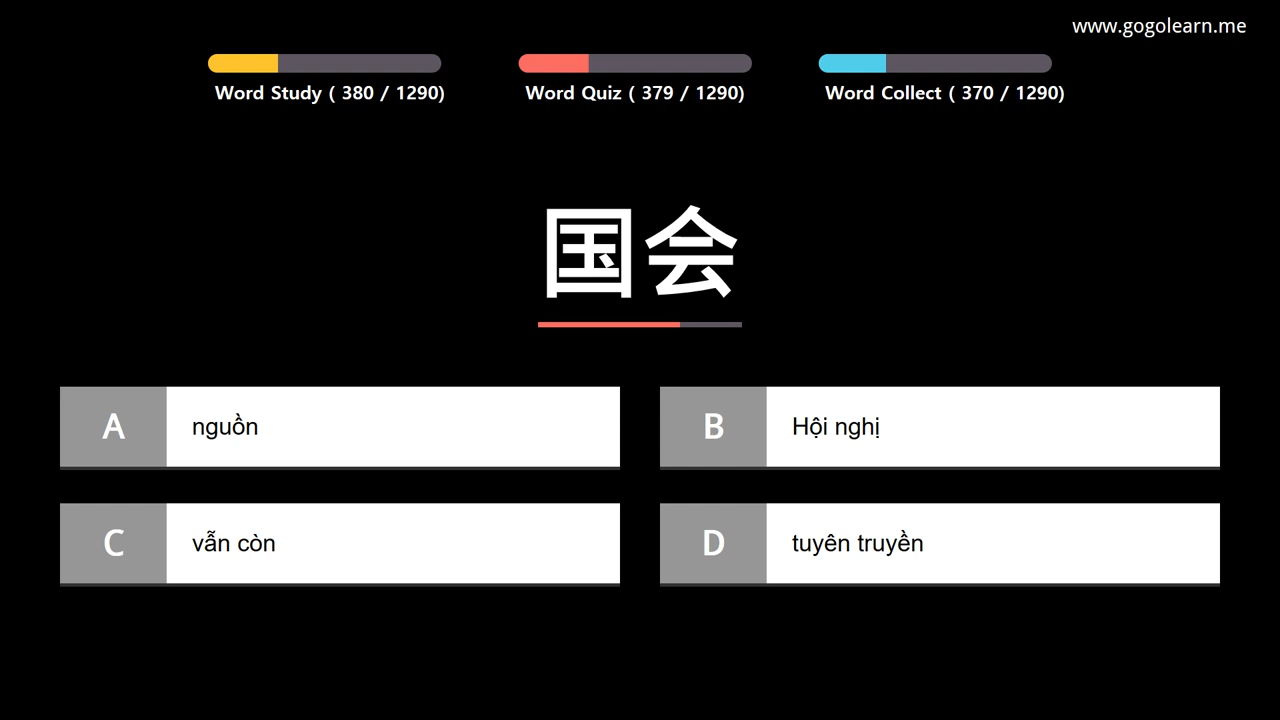 www.gogolearn.me
Word Study ( 380 / 1290)
Word Quiz ( 379 / 1290)
Word Collect ( 370 / 1290)
国会
A nguồn
B Hội nghị
C vẫn còn
D tuyên truyền